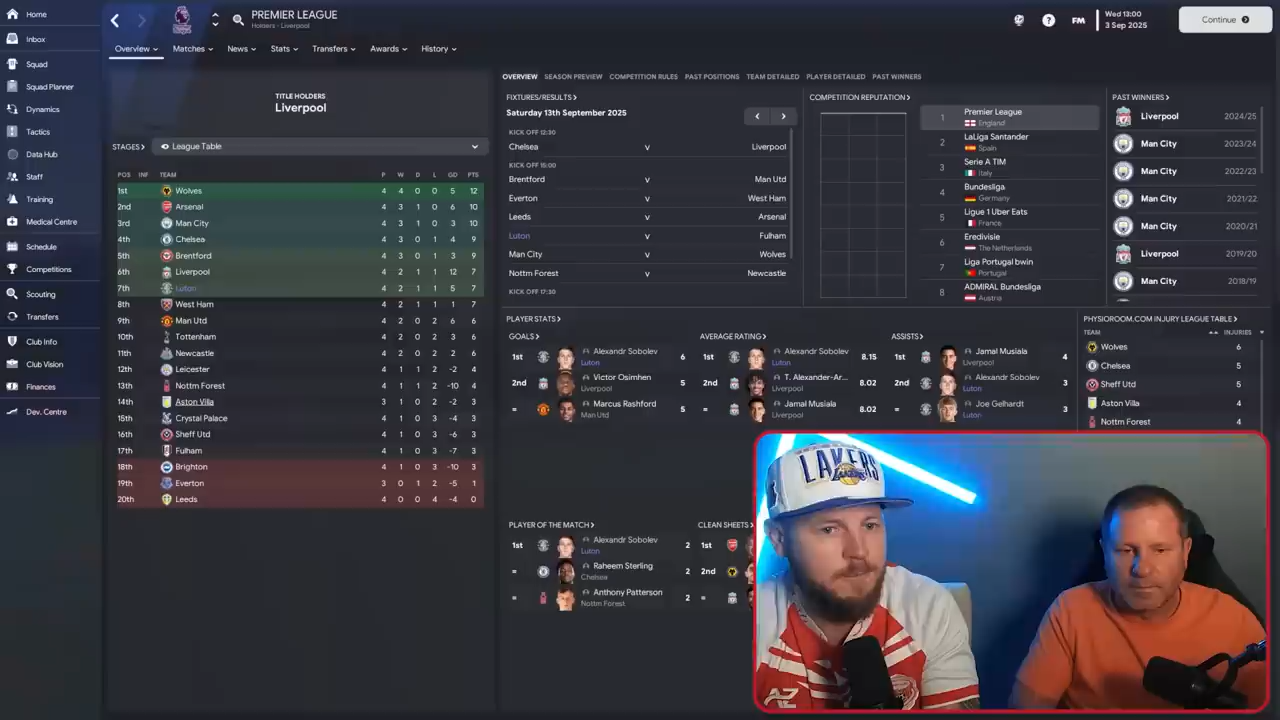 Home
Inbox
Squad
Squad Planner
Dynamics
Tactics
Data Hub
Staff
Training
Medical Centre
Schedule
Competitions
Scouting
Transfers
Club Info
Club Vision
Finances
Dev. Centre
PREMIER LEAGUE
Holders - Liverpool
FM
Wed 13:00
3 Sep 2025
Continue
Overview Matches News Stats Transfers Awards History
TITLE HOLDERS
Liverpool
STAGES> League Table
POS INF TEAM P W D L GD PTS
1st Wolves 4 4 0 0 5 12
2nd Arsenal 4 3 1 0 6 10
3rd Man City 4 3 1 0 3 10
4th Chelsea 4 3 0 1 4 9
5th Brentford 4 3 0 1 3 9
6th Liverpool 4 2 1 1 12 7
7th Luton 4 2 1 1 5 7
8th West Ham 4 2 1 1 1 7
9th Man Utd 4 2 0 2 6 6
10th Tottenham 4 2 0 2 3 6
11th Newcastle 4 2 0 2 2 6
12th Leicester 4 1 1 2 -2 4
13th Nottm Forest 4 1 1 2 -10 4
14th Aston Villa 3 1 0 2 -2 3
15th Crystal Palace 4 1 0 3 -4 3
16th Sheff Utd 4 1 0 3 -6 3
17th Fulham 4 1 0 3 -7 3
18th Brighton 4 1 0 3 -10 3
19th Everton 3 0 1 2 -5 1
20th Leeds 4 0 0 4 -4 0
OVERVIEW SEASON PREVIEW COMPETITION RULES PAST POSITIONS TEAM DETAILED PLAYER DETAILED PAST WINNERS
FIXTURES/RESULTS>
Saturday 13th September 2025
KICK OFF 12:30
Chelsea v Liverpool
KICK OFF 15:00
Brentford v Man Utd
Everton v West Ham
Leeds v Arsenal
Luton v Fulham
Man City v Wolves
Nottm Forest v Newcastle
KICK OFF 17:30
COMPETITION REPUTATION>
1 Premier League
England
2 LaLiga Santander
Spain
3 Serie A TIM
Italy
4 Bundesliga
Germany
5 Ligue 1 Uber Eats
France
6 Eredivisie
The Netherlands
7 Liga Portugal bwin
Portugal
8 ADMIRAL Bundesliga
Austria
PAST WINNERS>
Liverpool 2024/25
Man City 2023/24
Man City 2022/23
Man City 2021/22
Man City 2020/21
Liverpool 2019/20
Man City 2018/19
PLAYER STATS>
GOALS>
1st Alexandr Sobolev 6
Luton
2nd Victor Osimhen 5
Liverpool
= Marcus Rashford 5
Man Utd
AVERAGE RATING>
1st Alexandr Sobolev 8.15
Luton
2nd T. Alexander-Ar... 8.02
Liverpool
= Jamal Musiala 8.02
Liverpool
ASSISTS>
1st Jamal Musiala 4
Liverpool
2nd Alexandr Sobolev 3
Luton
= Joe Gelhardt 3
Luton
PHYSIOROOM.COM INJURY LEAGUE TABLE>
TEAM INJURIES
Wolves 6
Chelsea 5
Sheff Utd 5
Aston Villa 4
Nottm Forest 4
PLAYER OF THE MATCH>
1st Alexandr Sobolev 2
Luton
= Raheem Sterling 2
Chelsea
= Anthony Patterson 2
Nottm Forest
CLEAN SHEETS>
1st
2nd
=
LAKERS